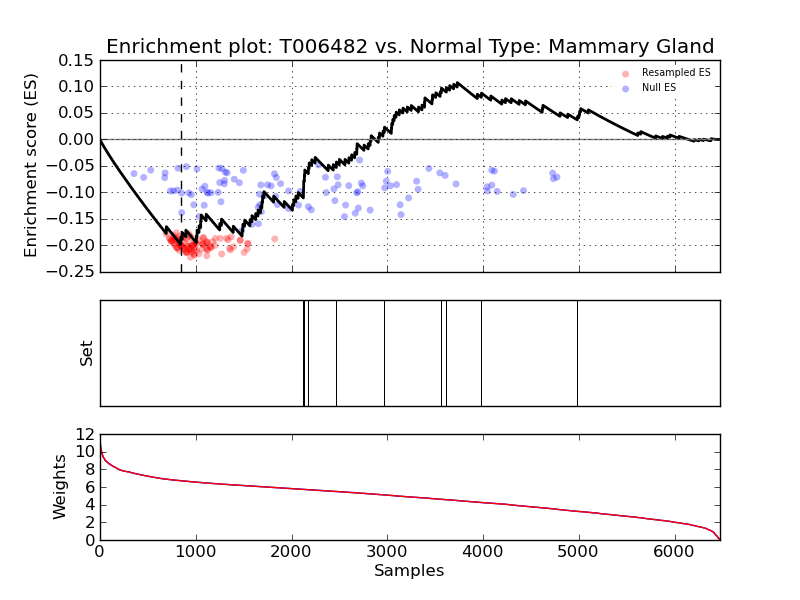 Enrichment plot: T006482 vs. Normal Type: Mammary Gland
Enrichment score (ES)
0.15
0.10
0.05
0.00
−0.05
−0.10
−0.15
−0.20
−0.25
Resampled ES
Null ES
Set
Weights
12
10
8
6
4
2
0
0 1000 2000 3000 4000 5000 6000
Samples